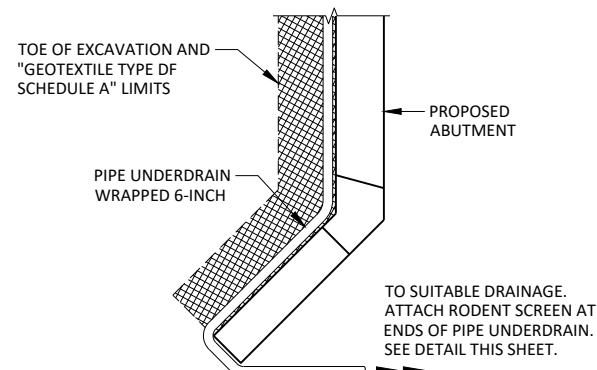 TOE OF EXCAVATION AND
"GEOTEXTILE TYPE DF
SCHEDULE A" LIMITS
PROPOSED
ABUTMENT
PIPE UNDERDRAIN
WRAPPED 6-INCH
TO SUITABLE DRAINAGE.
ATTACH RODENT SCREEN AT
ENDS OF PIPE UNDERDRAIN.
SEE DETAIL THIS SHEET.